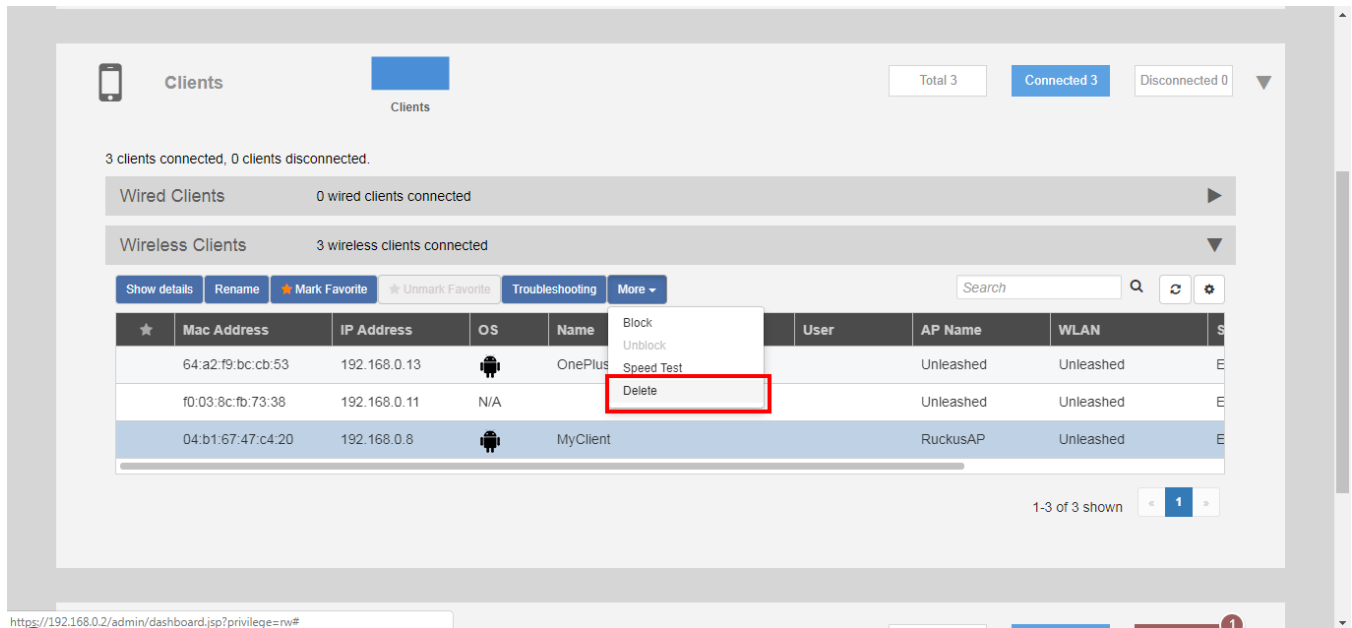 Clients
Clients
Total 3
Connected 3
Disconnected 0
3 clients connected, 0 clients disconnected.
Wired Clients 0 wired clients connected
Wireless Clients 3 wireless clients connected
Show details Rename Mark Favorite Unmark Favorite Troubleshooting More Search
Block
Unblock
Speed Test
Delete
Mac Address IP Address OS Name User AP Name WLAN S
64:a2:f9:bc:cb:53 192.168.0.13 OnePlus Unleashed Unleashed E
f0:03:8c:fb:73:38 192.168.0.11 N/A Unleashed Unleashed E
04:b1:67:47:c4:20 192.168.0.8 MyClient RuckusAP Unleashed E
1-3 of 3 shown « 1 »
https://192.168.0.2/admin/dashboard.jsp?privilege=rw#
1